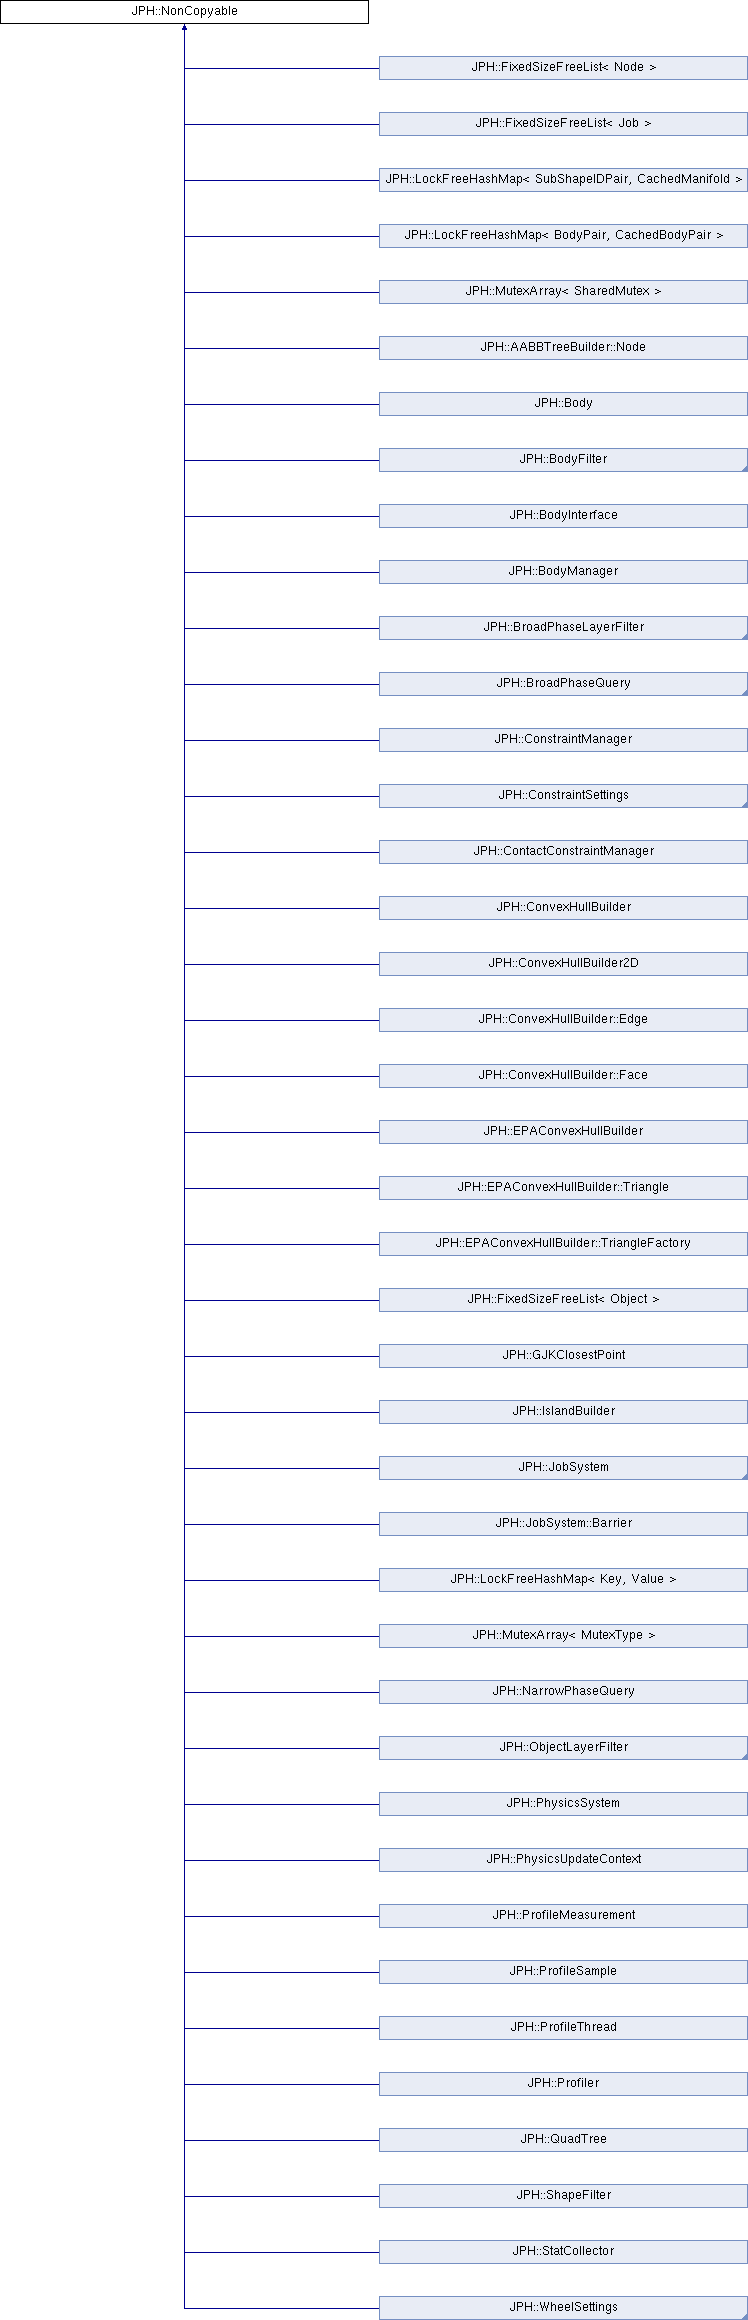 JPH::NonCopyable
JPH::FixedSizeFreeList< Node >
JPH::FixedSizeFreeList< Job >
JPH::LockFreeHashMap< SubShapeIDPair, CachedManifold >
JPH::LockFreeHashMap< BodyPair, CachedBodyPair >
JPH::MutexArray< SharedMutex >
JPH::AABBTreeBuilder::Node
JPH::Body
JPH::BodyFilter
JPH::BodyInterface
JPH::BodyManager
JPH::BroadPhaseLayerFilter
JPH::BroadPhaseQuery
JPH::ConstraintManager
JPH::ConstraintSettings
JPH::ContactConstraintManager
JPH::ConvexHullBuilder
JPH::ConvexHullBuilder2D
JPH::ConvexHullBuilder::Edge
JPH::ConvexHullBuilder::Face
JPH::EPAConvexHullBuilder
JPH::EPAConvexHullBuilder::Triangle
JPH::EPAConvexHullBuilder::TriangleFactory
JPH::FixedSizeFreeList< Object >
JPH::GJKClosestPoint
JPH::IslandBuilder
JPH::JobSystem
JPH::JobSystem::Barrier
JPH::LockFreeHashMap< Key, Value >
JPH::MutexArray< MutexType >
JPH::NarrowPhaseQuery
JPH::ObjectLayerFilter
JPH::PhysicsSystem
JPH::PhysicsUpdateContext
JPH::ProfileMeasurement
JPH::ProfileSample
JPH::ProfileThread
JPH::Profiler
JPH::QuadTree
JPH::ShapeFilter
JPH::StatCollector
JPH::WheelSettings